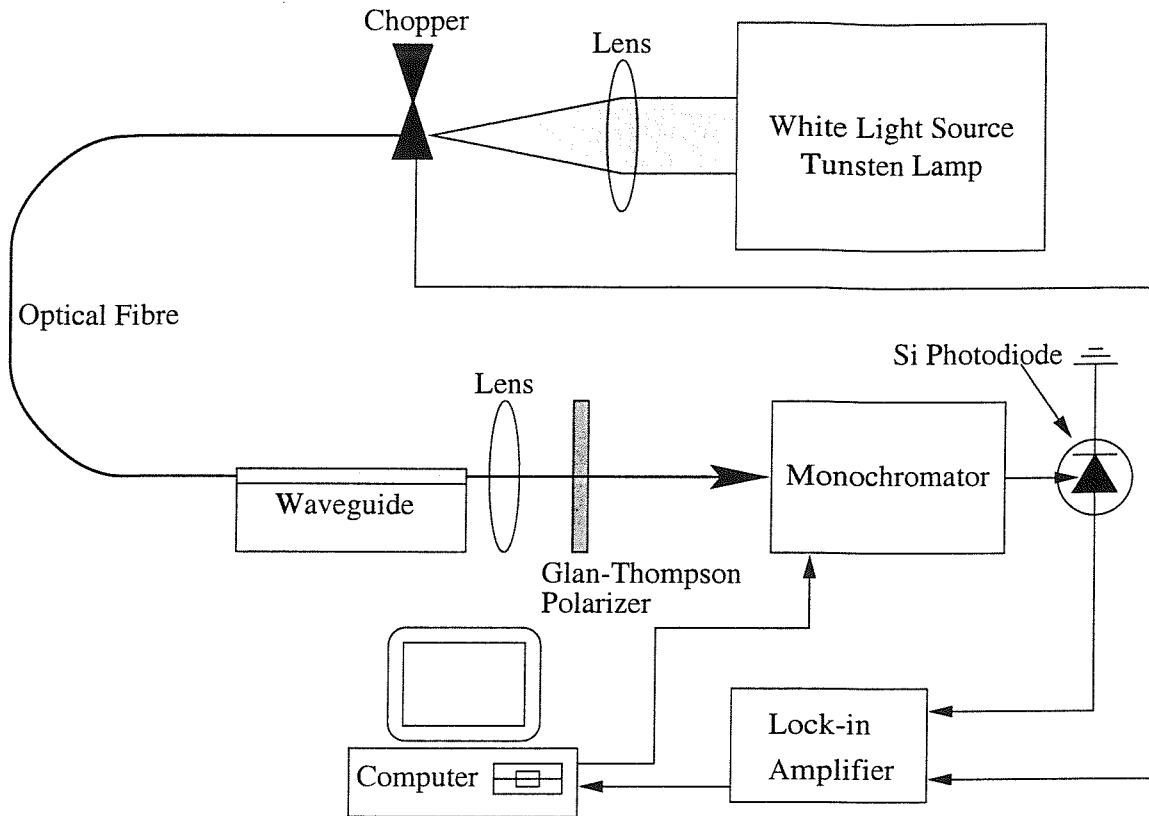 Chopper
Lens
White Light Source
Tunsten Lamp
Optical Fibre
Si Photodiode
Lens
Monochromator
Waveguide
Glan-Thompson
Polarizer
Lock-in
Amplifier
Computer